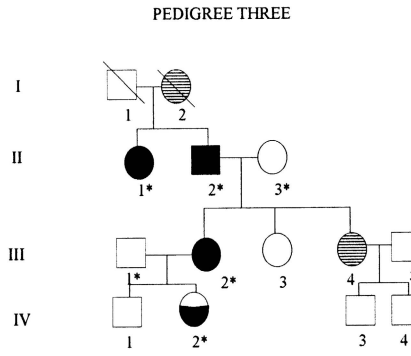 PEDIGREE THREE
I
1 2
II
1* 2* 3*
III
1* 2* 3 4
IV
1 2* 3 4